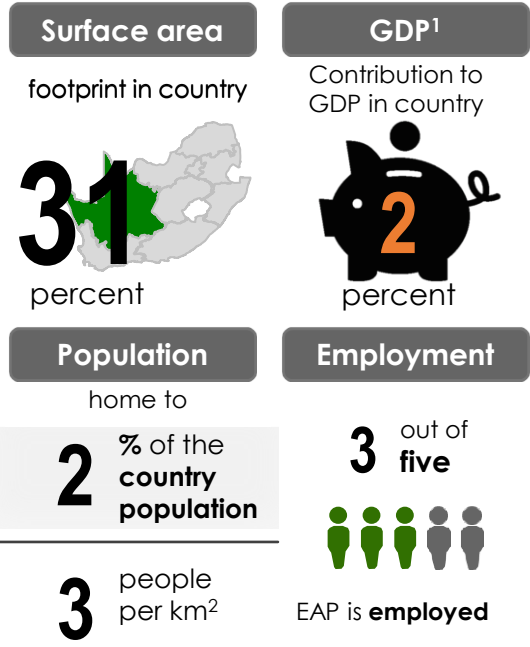 Surface area
footprint in country
31
percent
GDP¹
Contribution to
GDP in country
2
percent
Population
home to
2
% of the
country
population
3
people
per km²
Employment
3
out of
five
EAP is employed